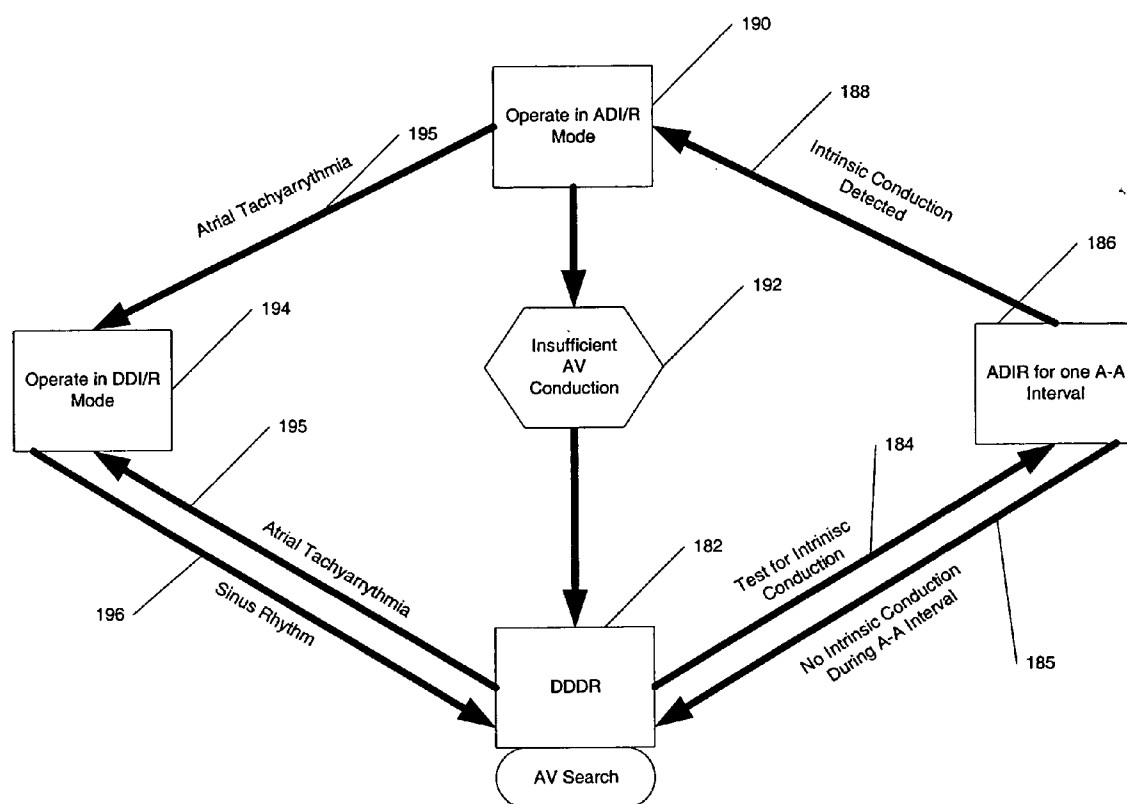 190
Operate in ADI/R
Mode
188
195
Atrial Tachyarrythmia
Intrinsic Conduction
Detected
186
194
192
Operate in DDI/R
Mode
Insufficient
AV
Conduction
ADIR for one A-A
Interval
195
184
Atrial Tachyarrythmia
182
Test for Intrinisc
Conduction
196
Sinus Rhythm
No Intrinsic Conduction
During A-A Interval
185
DDDR
AV Search